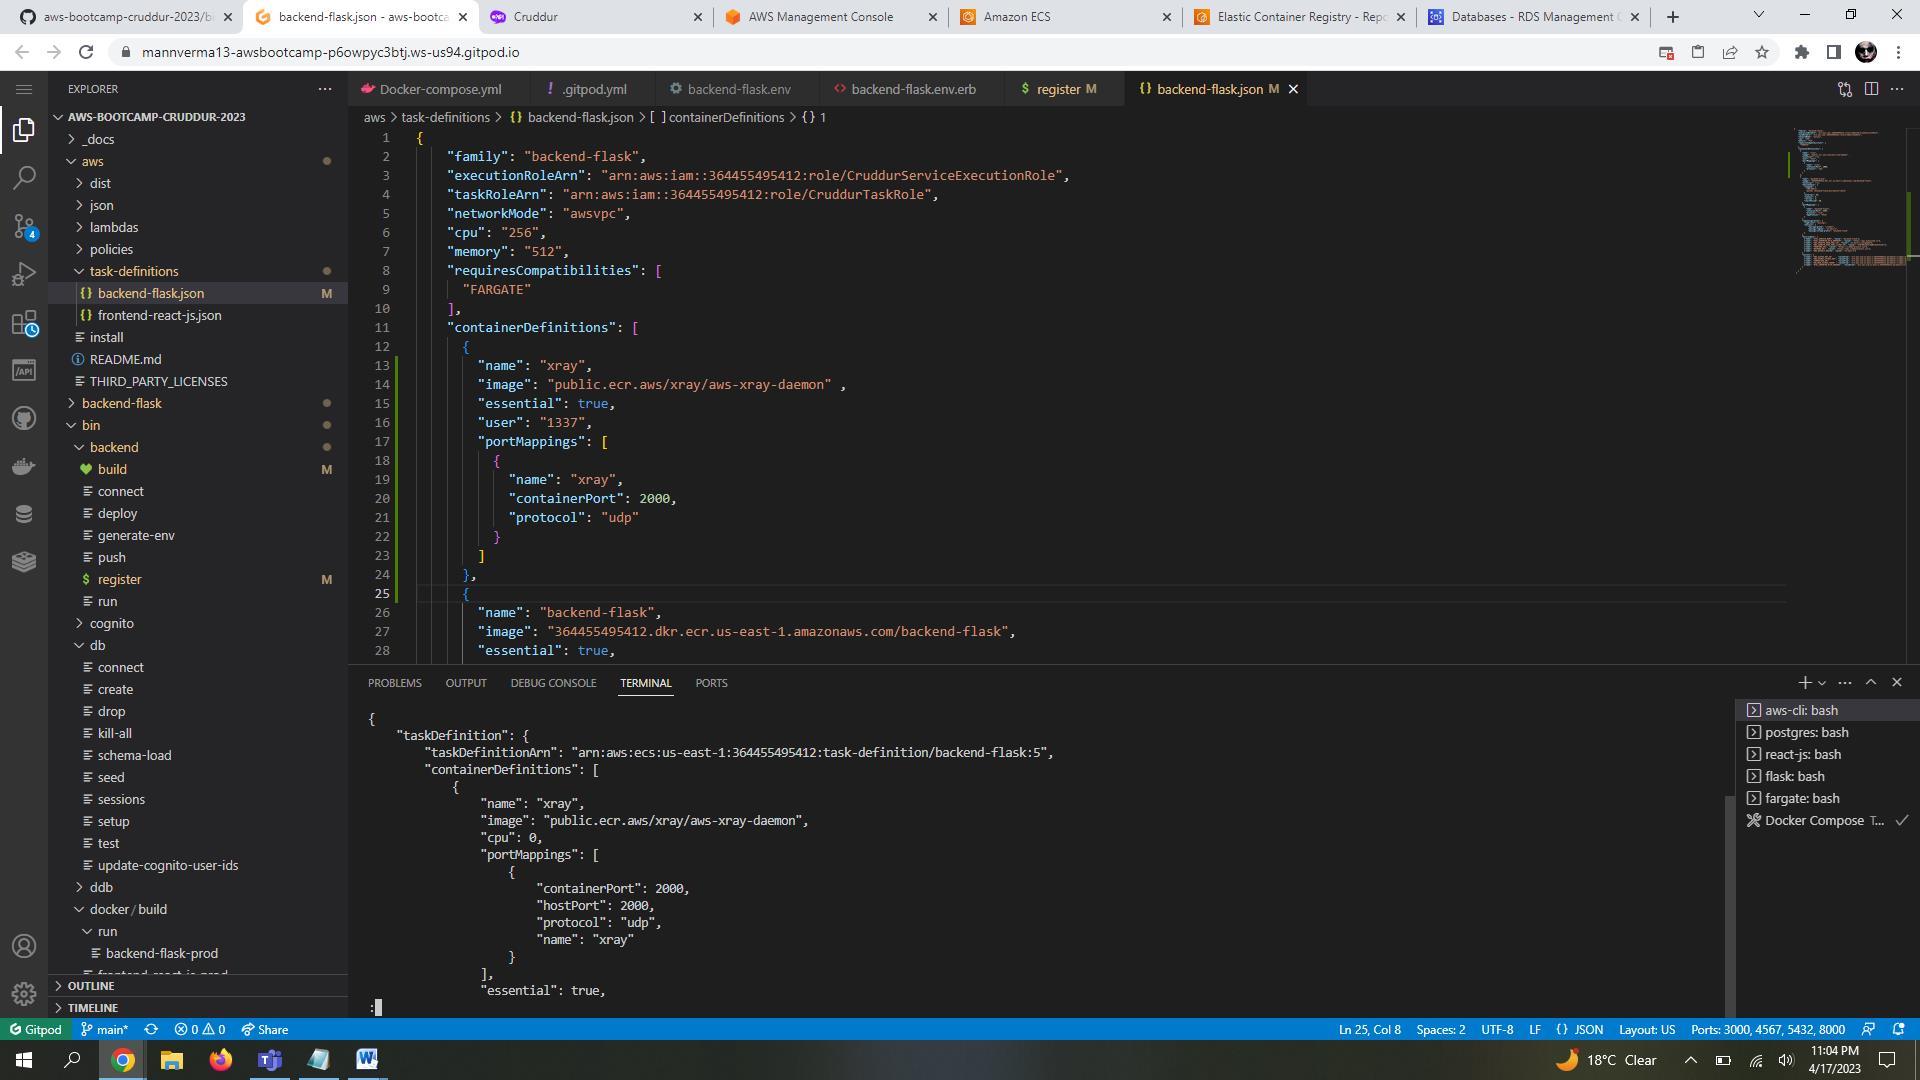 aws-bootcamp-cruddur-2023/bi
backend-flask.json - aws-bootca
Cruddur
AWS Management Console
Amazon ECS
Elastic Container Registry - Repo
Databases - RDS Management C
mannverma13-awsbootcamp-p6owpyc3btj.ws-us94.gitpod.io
EXPLORER
AWS-BOOTCAMP-CRUDDUR-2023
_docs
aws
dist
json
lambdas
policies
task-definitions
{} backend-flask.json M
{} frontend-react-js.json
install
README.md
THIRD_PARTY_LICENSES
backend-flask
bin
backend
build M
connect
deploy
generate-env
push
$ register M
run
cognito
db
connect
create
drop
kill-all
schema-load
seed
sessions
setup
test
update-cognito-user-ids
ddb
docker / build
run
backend-flask-prod
frontend-react-js-prod
OUTLINE
TIMELINE
Docker-compose.yml
! .gitpod.yml
backend-flask.env
<> backend-flask.env.erb
$ register M
{} backend-flask.json M
aws > task-definitions > {} backend-flask.json > [ ] containerDefinitions > {} 1
1 {
2 "family": "backend-flask",
3 "executionRoleArn": "arn:aws:iam::364455495412:role/CruddurServiceExecutionRole",
4 "taskRoleArn": "arn:aws:iam::364455495412:role/CruddurTaskRole",
5 "networkMode": "awsvpc",
6 "cpu": "256",
7 "memory": "512",
8 "requiresCompatibilities": [
9 "FARGATE"
10 ],
11 "containerDefinitions": [
12 {
13 "name": "xray",
14 "image": "public.ecr.aws/xray/aws-xray-daemon" ,
15 "essential": true,
16 "user": "1337",
17 "portMappings": [
18 {
19 "name": "xray",
20 "containerPort": 2000,
21 "protocol": "udp"
22 }
23 ]
24 },
25 {
26 "name": "backend-flask",
27 "image": "364455495412.dkr.ecr.us-east-1.amazonaws.com/backend-flask",
28 "essential": true,
PROBLEMS OUTPUT DEBUG CONSOLE TERMINAL PORTS
{
"taskDefinition": {
"taskDefinitionArn": "arn:aws:ecs:us-east-1:364455495412:task-definition/backend-flask:5",
"containerDefinitions": [
{
"name": "xray",
"image": "public.ecr.aws/xray/aws-xray-daemon",
"cpu": 0,
"portMappings": [
{
"containerPort": 2000,
"hostPort": 2000,
"protocol": "udp",
"name": "xray"
}
],
"essential": true,
:
aws-cli: bash
postgres: bash
react-js: bash
flask: bash
fargate: bash
Docker Compose T...
/API
4
Gitpod main* 0 0 Share
Ln 25, Col 8 Spaces: 2 UTF-8 LF {} JSON Layout: US Ports: 3000, 4567, 5432, 8000
18°C Clear
11:04 PM
4/17/2023